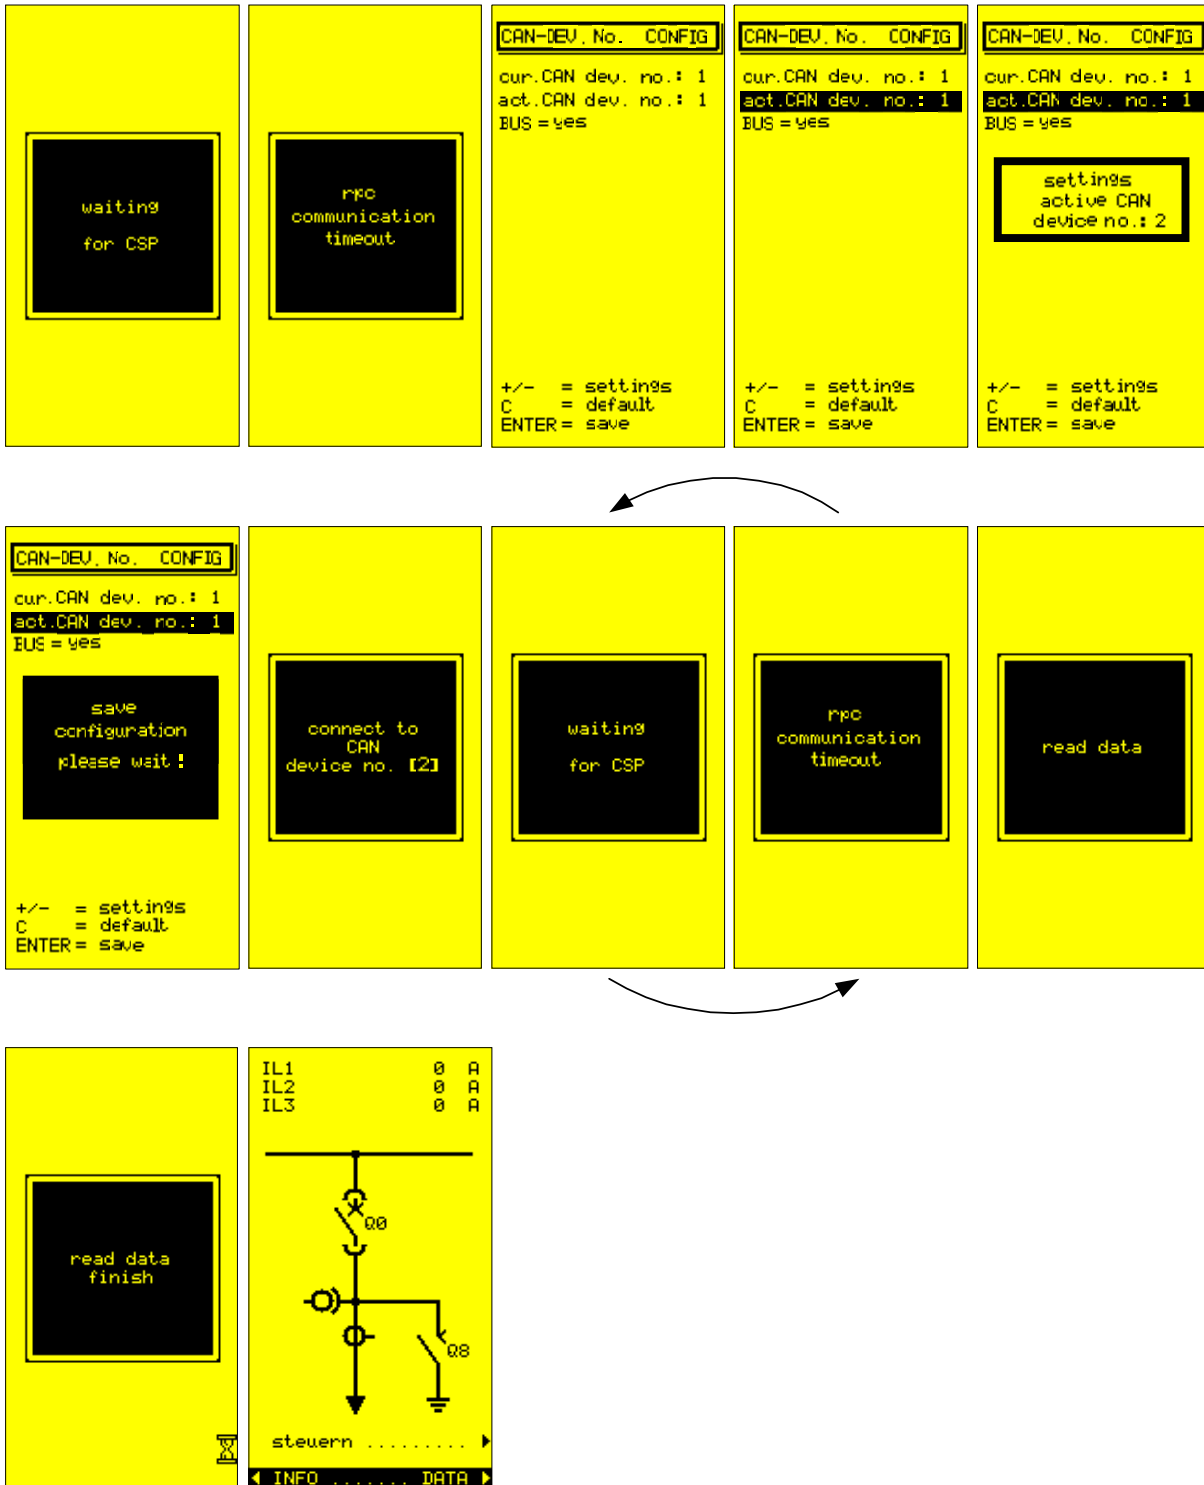 waiting
for CSP
rpc
communication
timeout
CAN-DEV. No. CONFIG
cur.CAN dev. no.: 1
act.CAN dev. no.: 1
BUS = yes
+/- = settings
C = default
ENTER = save
CAN-DEV. No. CONFIG
cur.CAN dev. no.: 1
act.CAN dev. no.: 1
BUS = yes
+/- = settings
C = default
ENTER = save
CAN-DEV. No. CONFIG
cur.CAN dev. no.: 1
act.CAN dev. no.: 1
BUS = yes
settings
active CAN
device no.: 2
+/- = settings
C = default
ENTER = save
CAN-DEV. No. CONFIG
cur.CAN dev. no.: 1
act.CAN dev. no.: 1
BUS = yes
save
configuration
please wait !
+/- = settings
C = default
ENTER = save
connect to
CAN
device no. [2]
waiting
for CSP
rpc
communication
timeout
read data
read data
finish
IL1 0 A
IL2 0 A
IL3 0 A
Q0
Q8
steuern .........
INFO ....... DATA